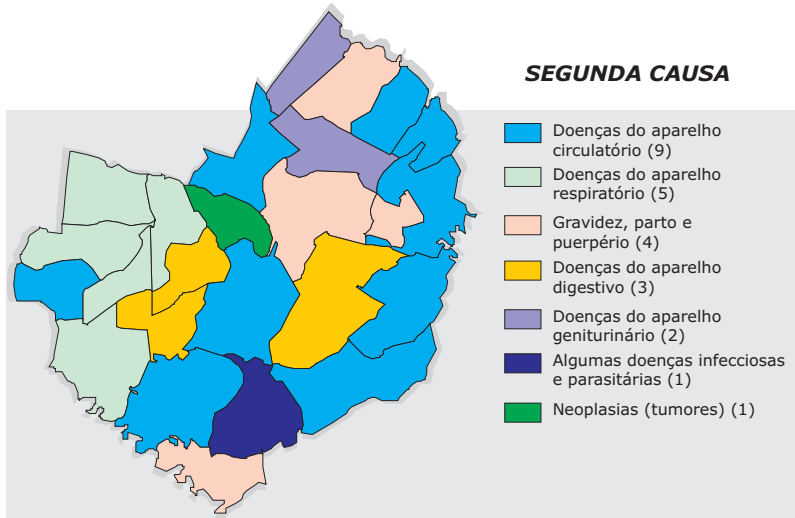 SEGUNDA CAUSA
Doenças do aparelho
circulatório (9)
Doenças do aparelho
respiratório (5)
Gravidez, parto e
puerpério (4)
Doenças do aparelho
digestivo (3)
Doenças do aparelho
geniturinário (2)
Algumas doenças infecciosas
e parasitárias (1)
Neoplasias (tumores) (1)